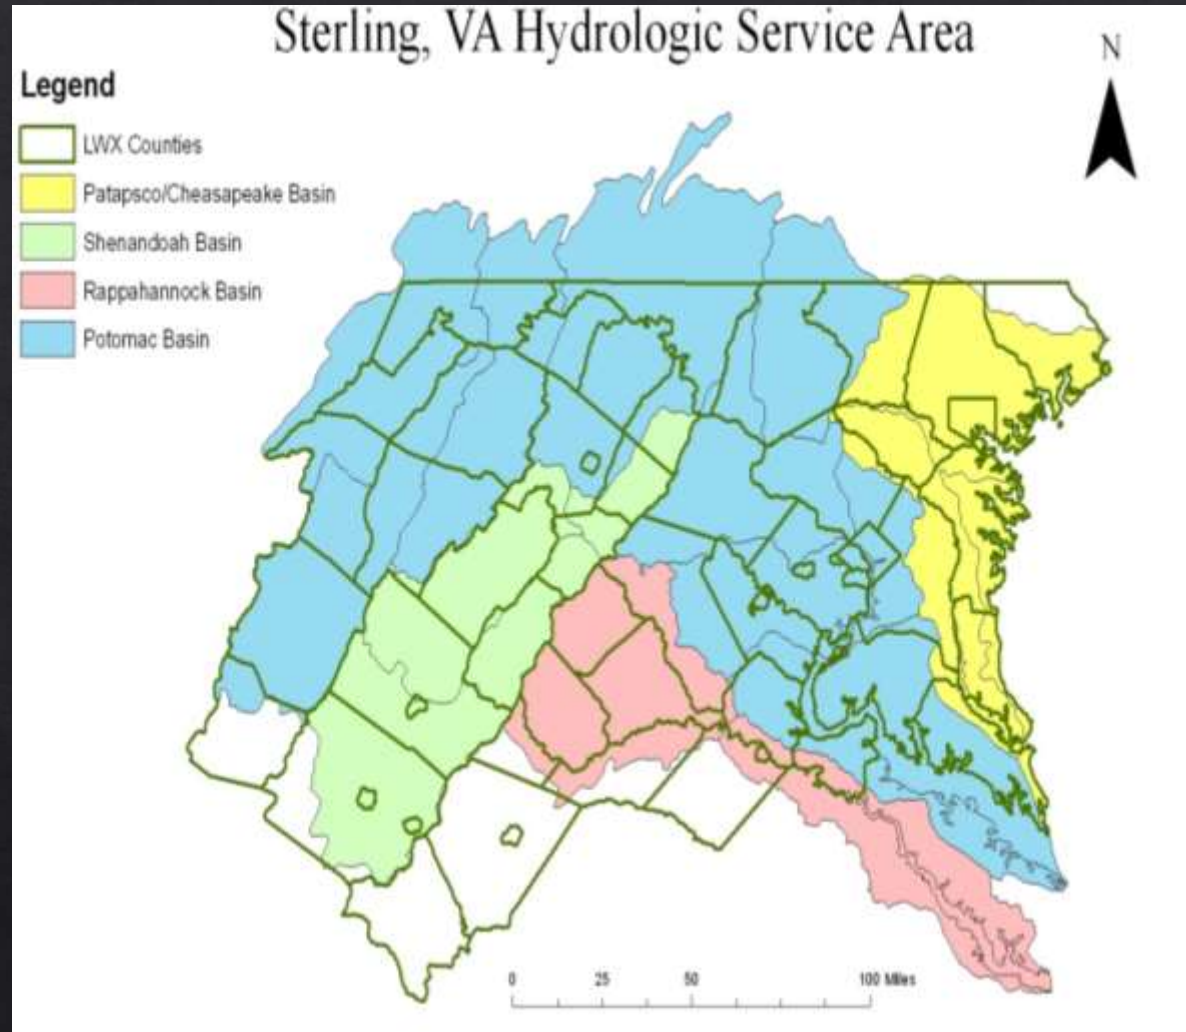 Sterling, VA Hydrologic Service Area
N
Legend
LWX Counties
Patapsco/Cheasapeake Basin
Shenandoah Basin
Rappahannock Basin
Potomac Basin
0 25 50 100 Miles